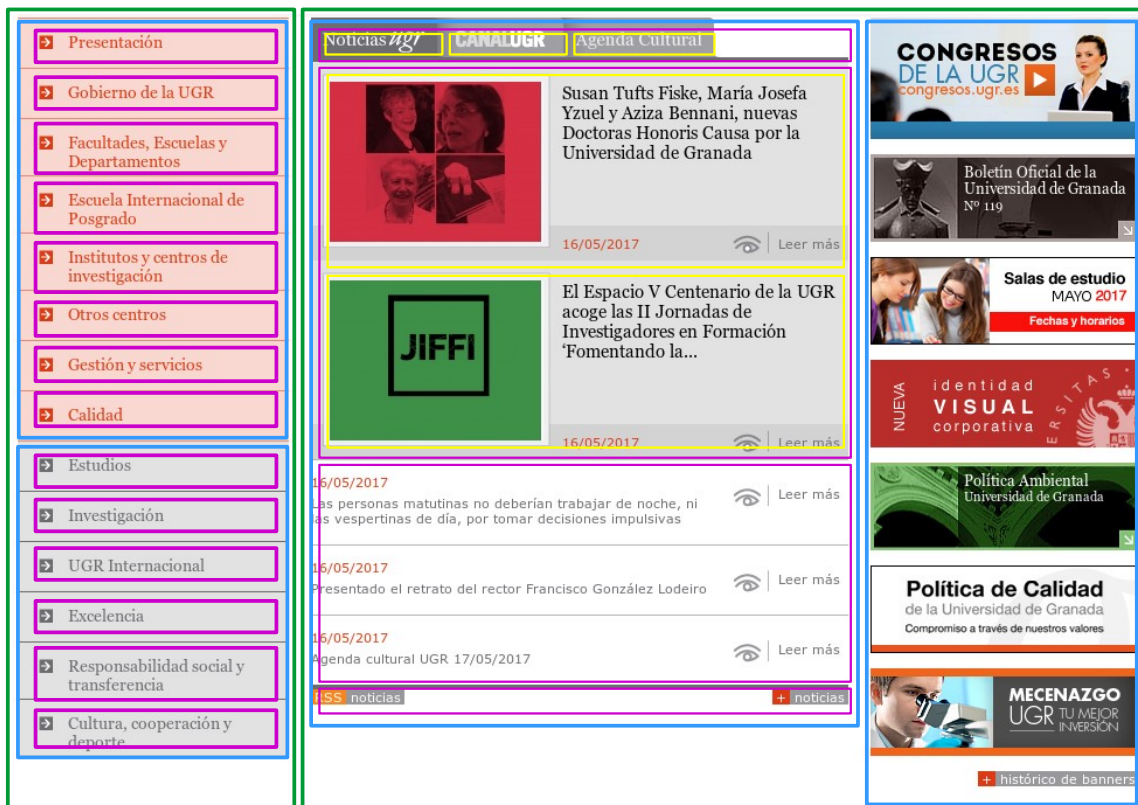 Presentación
Gobierno de la UGR
Facultades, Escuelas y
Departamentos
Escuela Internacional de
Posgrado
Institutos y centros de
investigación
Otros centros
Gestión y servicios
Calidad
Estudios
Investigación
UGR Internacional
Excelencia
Responsabilidad social y
transferencia
Cultura, cooperación y
deporte
Noticias ugr
CANALUGR
Agenda Cultural
Susan Tufts Fiske, María Josefa
Yzuel y Aziza Bennani, nuevas
Doctoras Honoris Causa por la
Universidad de Granada
16/05/2017
Leer más
JIFFI
El Espacio V Centenario de la UGR
acoge las II Jornadas de
Investigadores en Formación
‘Fomentando la...
16/05/2017
Leer más
16/05/2017
Las personas matutinas no deberían trabajar de noche, ni
las vespertinas de día, por tomar decisiones impulsivas
Leer más
16/05/2017
Presentado el retrato del rector Francisco González Lodeiro
Leer más
16/05/2017
Agenda cultural UGR 17/05/2017
Leer más
RSS noticias
+ noticias
CONGRESOS
DE LA UGR
congresos.ugr.es
Boletín Oficial de la
Universidad de Granada
Nº 119
Salas de estudio
MAYO 2017
Fechas y horarios
NUEVA
identidad
VISUAL
corporativa
ERSITAS
Política Ambiental
Universidad de Granada
Política de Calidad
de la Universidad de Granada
Compromiso a través de nuestros valores
MECENAZGO
UGR TU MEJOR
INVERSIÓN
+ histórico de banners